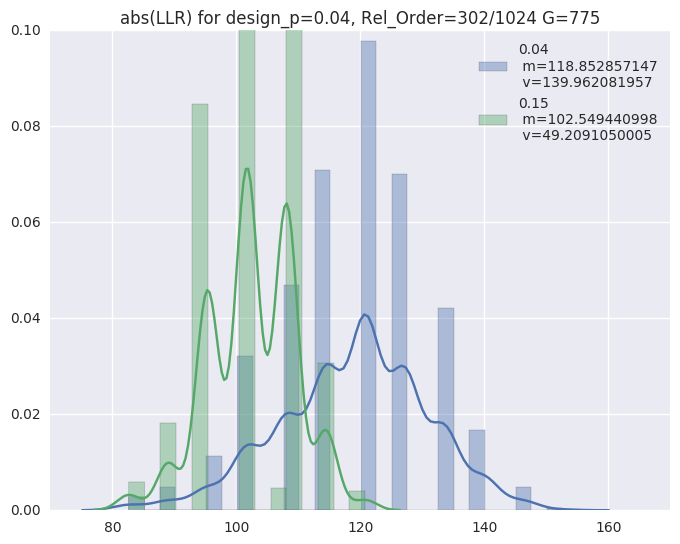 abs(LLR) for design_p=0.04, Rel_Order=302/1024 G=775
0.04
m=118.852857147
v=139.962081957
0.15
m=102.549440998
v=49.2091050005
0.10
0.08
0.06
0.04
0.02
0.00
80
100
120
140
160